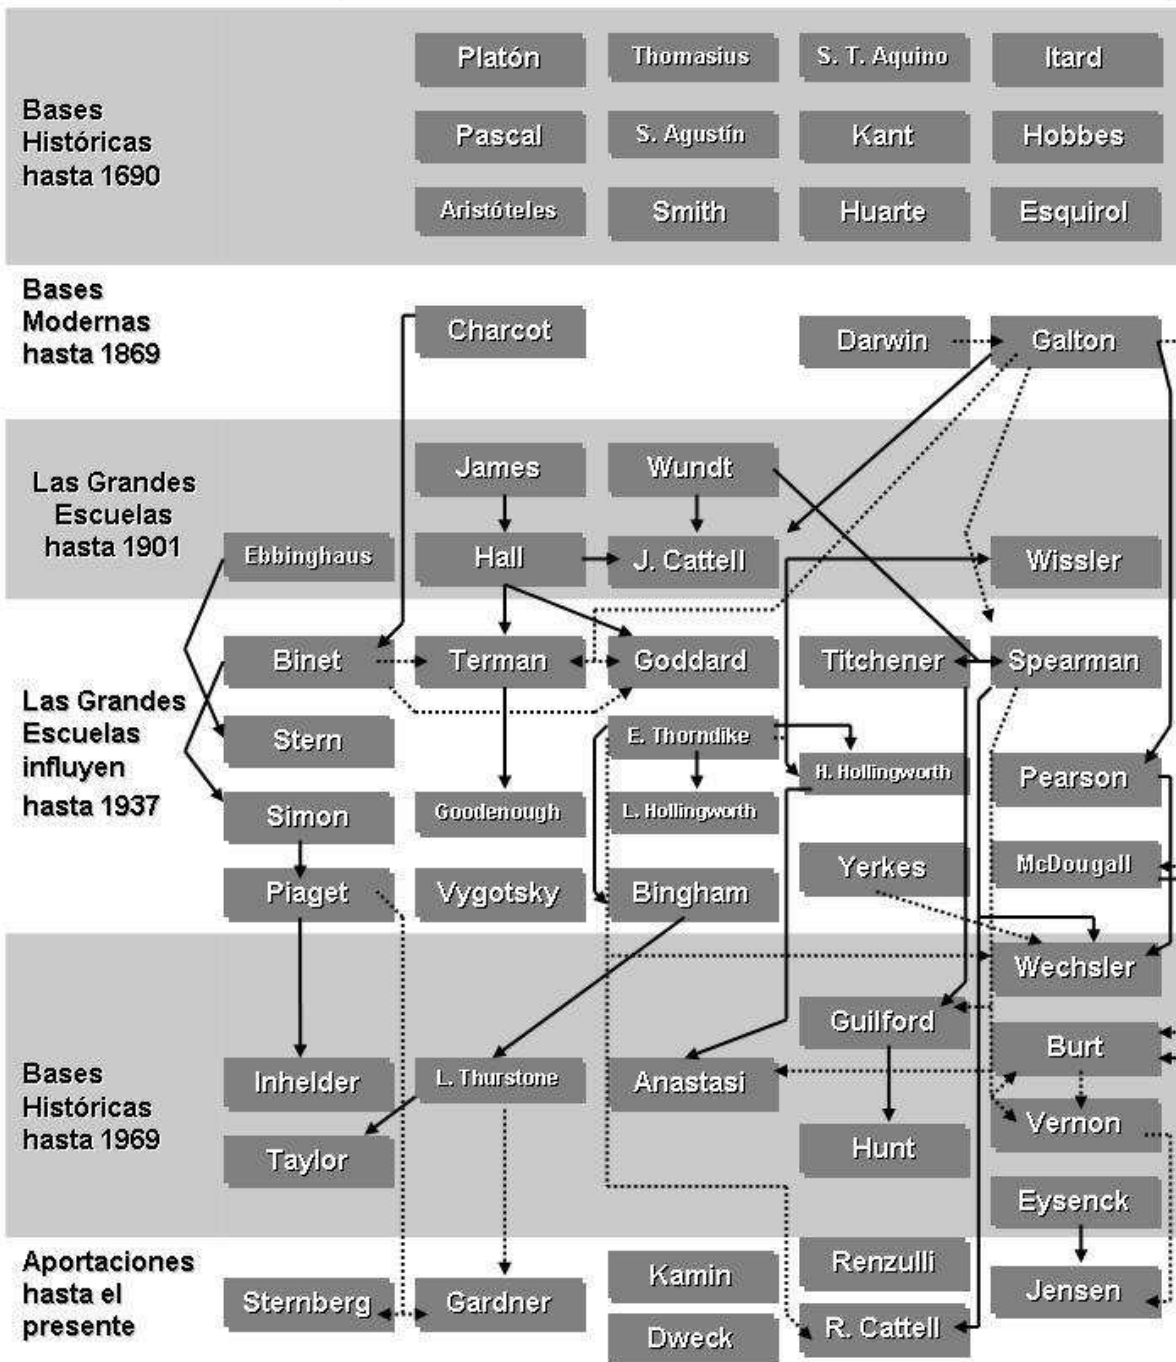 Platón
Thomasius
S. T. Aquino
Itard
Bases
Históricas
hasta 1690
Pascal
S. Agustín
Kant
Hobbes
Aristóteles
Smith
Huarte
Esquirol
Bases
Modernas
hasta 1869
Charcot
Darwin
Galton
Las Grandes
Escuelas
hasta 1901
James
Wundt
Ebbinghaus
Hall
J. Cattell
Wissler
Las Grandes
Escuelas
influyen
hasta 1937
Binet
Terman
Goddard
Titchener
Spearman
Stern
E. Thorndike
H. Hollingworth
Pearson
Simon
Goodenough
L. Hollingworth
Yerkes
McDougall
Piaget
Vygotsky
Bingham
Bases
Históricas
hasta 1969
Wechsler
Guilford
Burt
Inhelder
L. Thurstone
Anastasi
Vernon
Taylor
Hunt
Eysenck
Aportaciones
hasta el
presente
Renzulli
Kamin
Jensen
Sternberg
Gardner
Dweck
R. Cattell